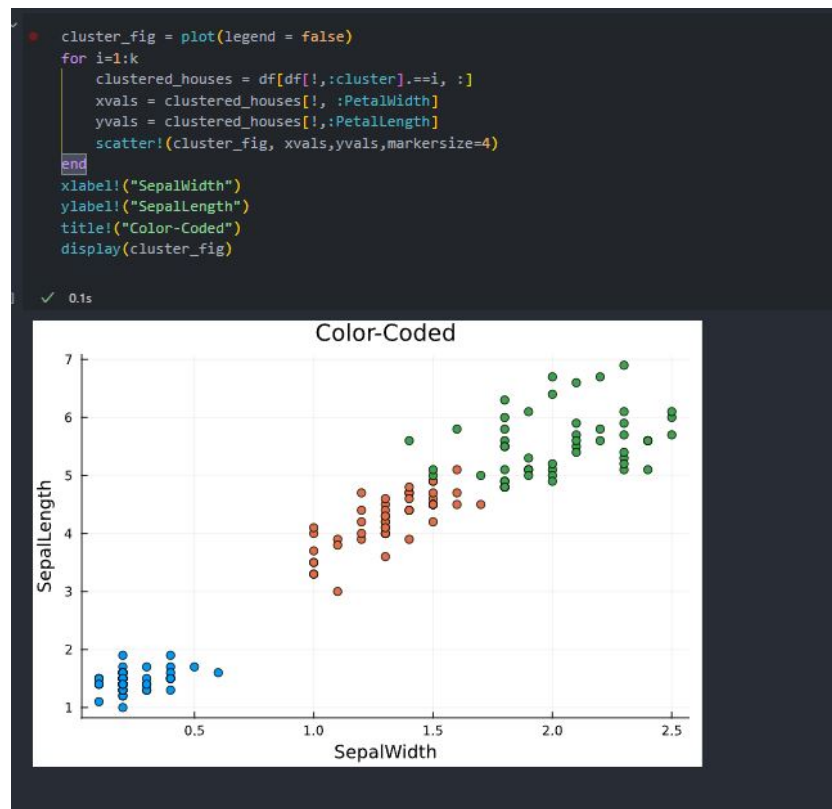 cluster_fig = plot(legend = false)
for i=1:k
    clustered_houses = df[df[!,:cluster].==i, :]
    xvals = clustered_houses[!, :PetalWidth]
    yvals = clustered_houses[!,:PetalLength]
    scatter!(cluster_fig, xvals,yvals,markersize=4)
end
xlabel!("SepalWidth")
ylabel!("SepalLength")
title!("Color-Coded")
display(cluster_fig)
✓ 0.1s
Color-Coded
7
6
5
4
3
2
1
SepalLength
0.5 1.0 1.5 2.0 2.5
SepalWidth